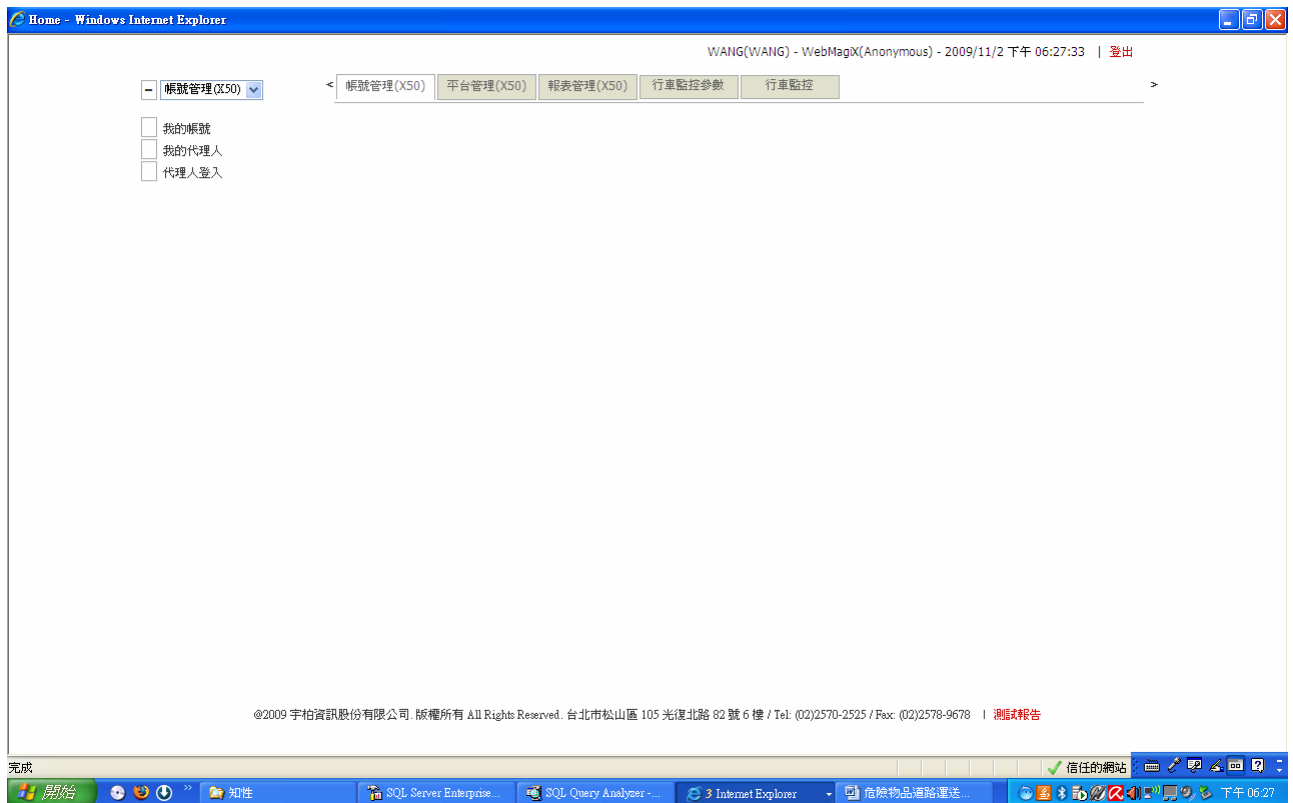 Home - Windows Internet Explorer
WANG(WANG) - WebMagiX(Anonymous) - 2009/11/2 下午 06:27:33 | 登出
帳號管理(X50)
< 帳號管理(X50) 平台管理(X50) 報表管理(X50) 行車監控參數 行車監控 >
我的帳號
我的代理人
代理人登入
@2009 宇柏資訊股份有限公司. 版權所有 All Rights Reserved. 台北市松山區 105 光復北路 82 號 6 樓 / Tel: (02)2570-2525 / Fax: (02)2578-9678 | 測試報告
完成 信任的網站
開始 知性 SQL Server Enterprise... SQL Query Analyzer -... 3 Internet Explorer 危險物品道路運送... 下午 06:27